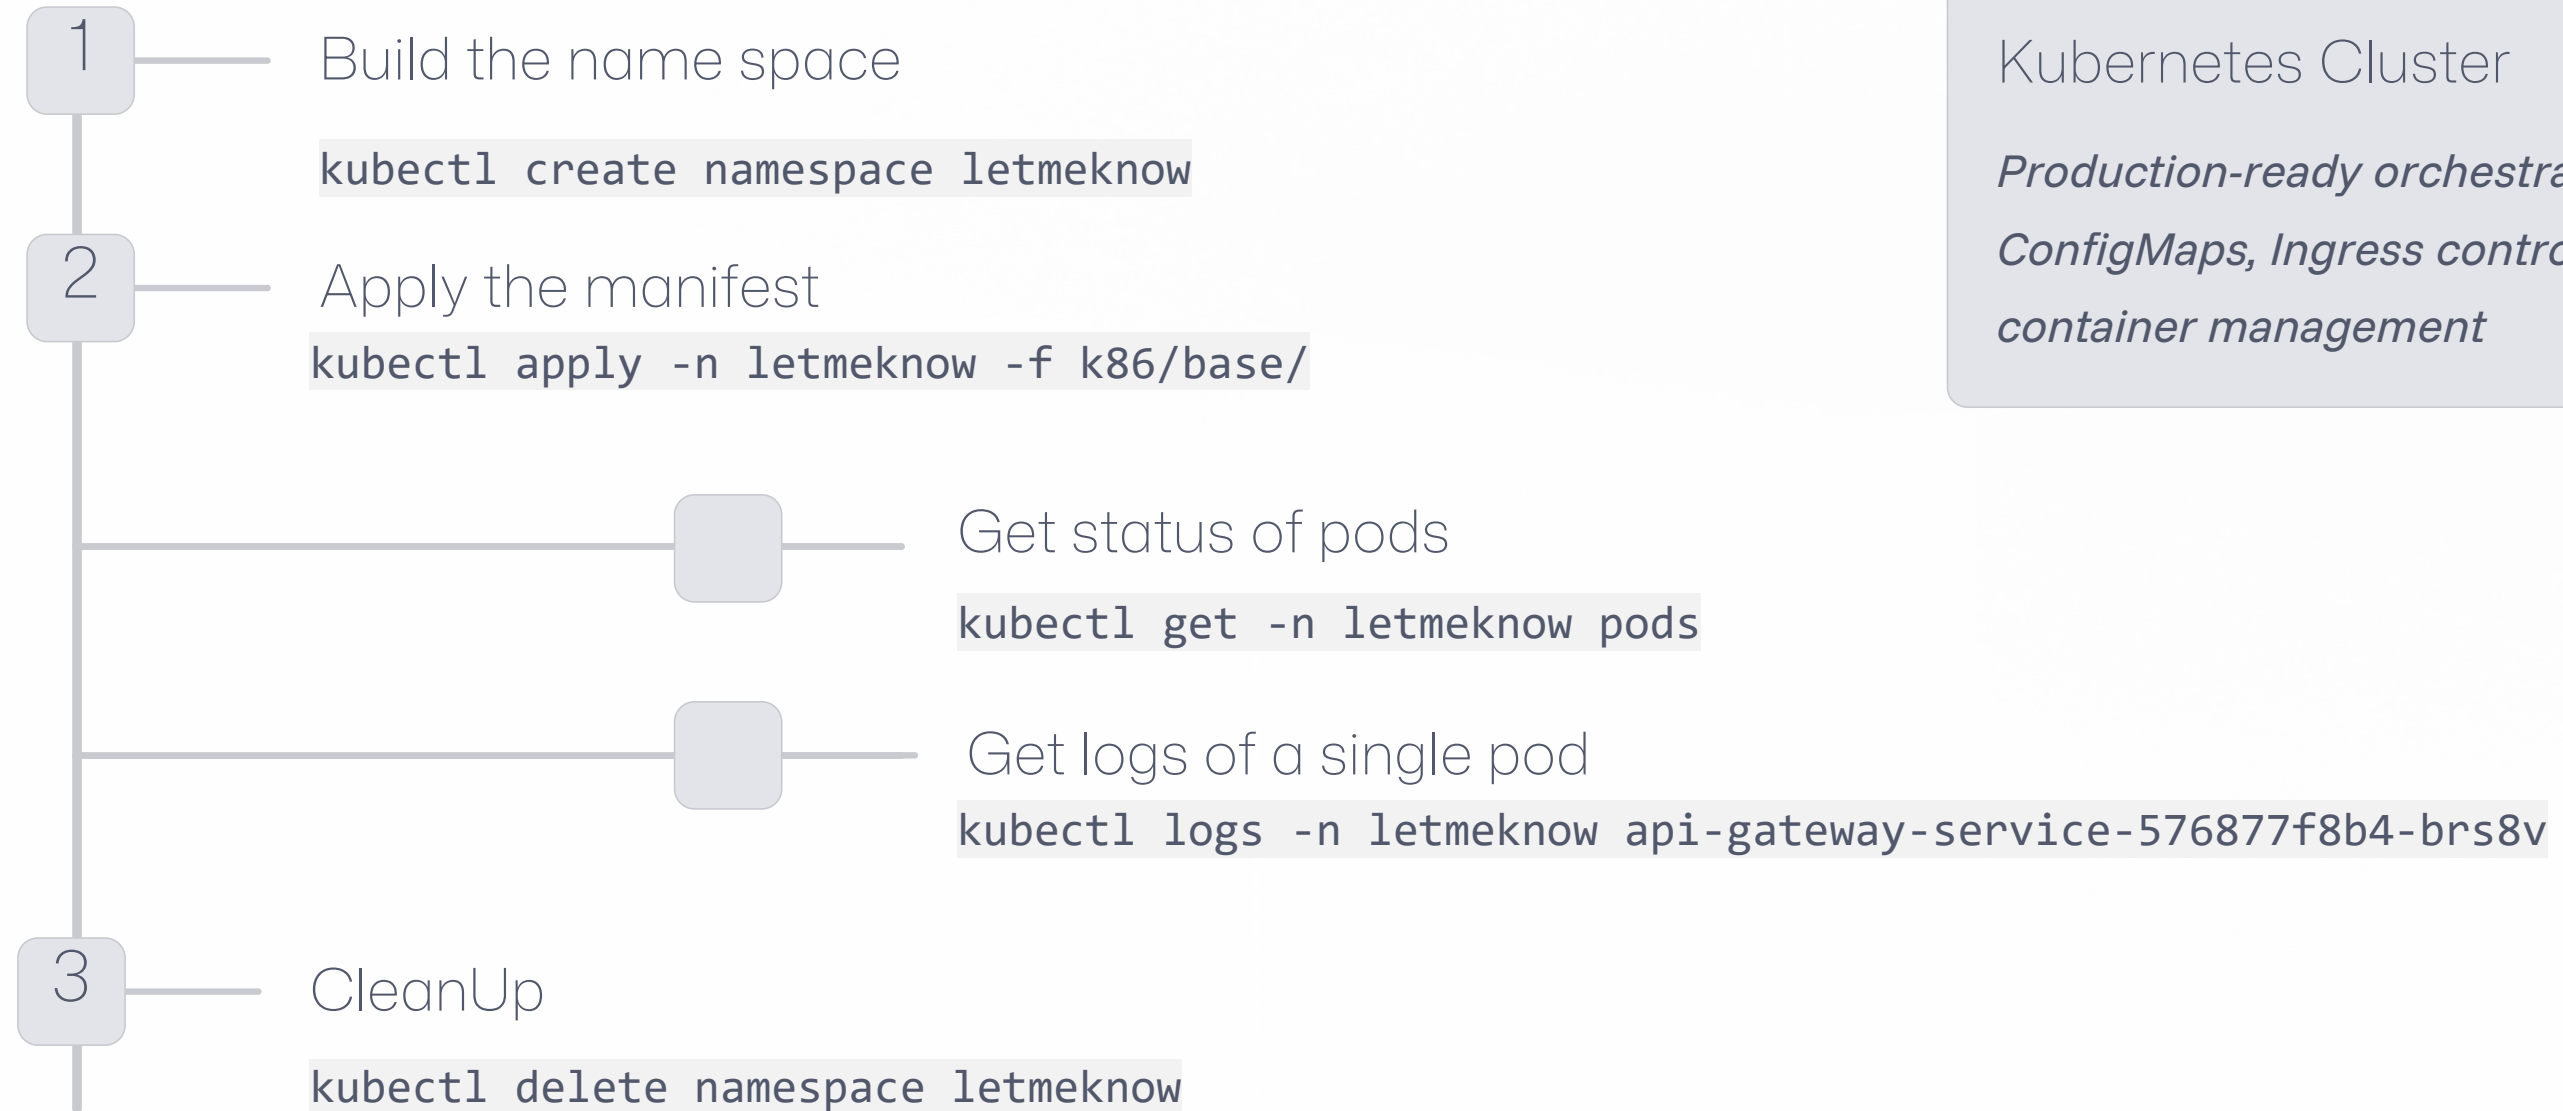 1
Build the name space
kubectl create namespace letmeknow
2
Apply the manifest
kubectl apply -n letmeknow -f k86/base/
Get status of pods
kubectl get -n letmeknow pods
Get logs of a single pod
kubectl logs -n letmeknow api-gateway-service-576877f8b4-brs8v
3
CleanUp
kubectl delete namespace letmeknow
Kubernetes Cluster
Production-ready
ConfigMaps, Ingress
container management